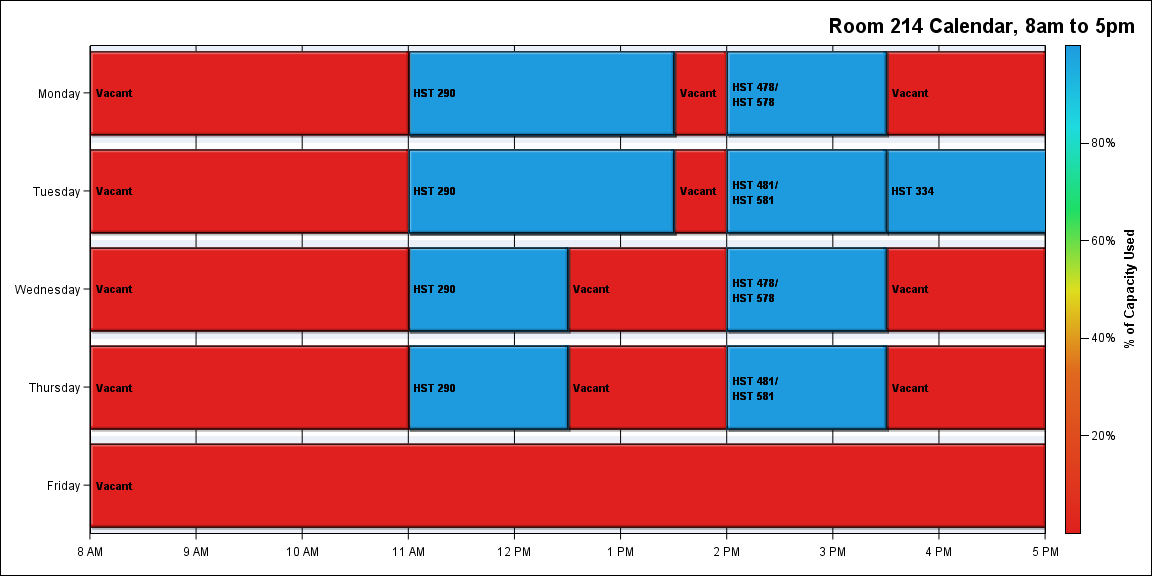 Room 214 Calendar, 8am to 5pm
Monday
Vacant
HST 290
Vacant
HST 478/
HST 578
Vacant
Tuesday
Vacant
HST 290
Vacant
HST 481/
HST 581
HST 334
Wednesday
Vacant
HST 290
Vacant
HST 478/
HST 578
Vacant
Thursday
Vacant
HST 290
Vacant
HST 481/
HST 581
Vacant
Friday
Vacant
8 AM
9 AM
10 AM
11 AM
12 PM
1 PM
2 PM
3 PM
4 PM
5 PM
80%
60%
40%
20%
% of Capacity Used